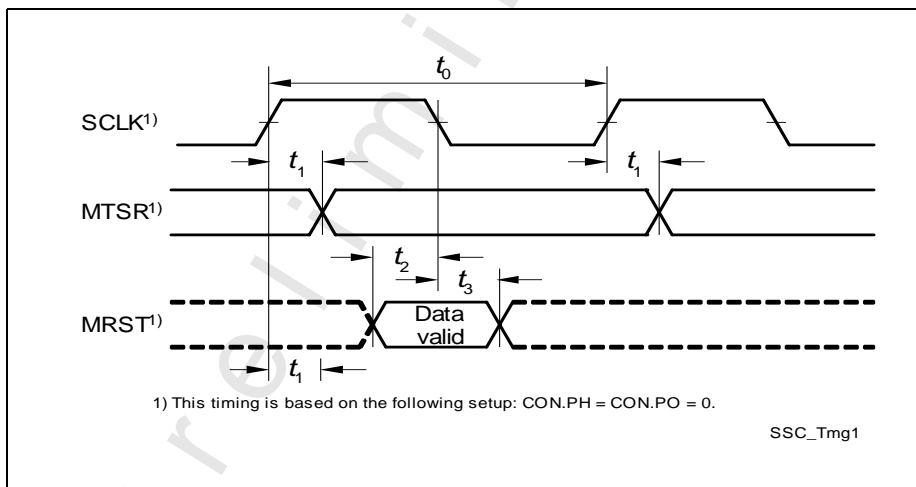 t0
SCLK1)
t1
t1
MTSR1)
t2
t3
MRST1)
Data
valid
t1
1) This timing is based on the following setup: CON.PH = CON.PO = 0.
SSC_Tmg1
relimi